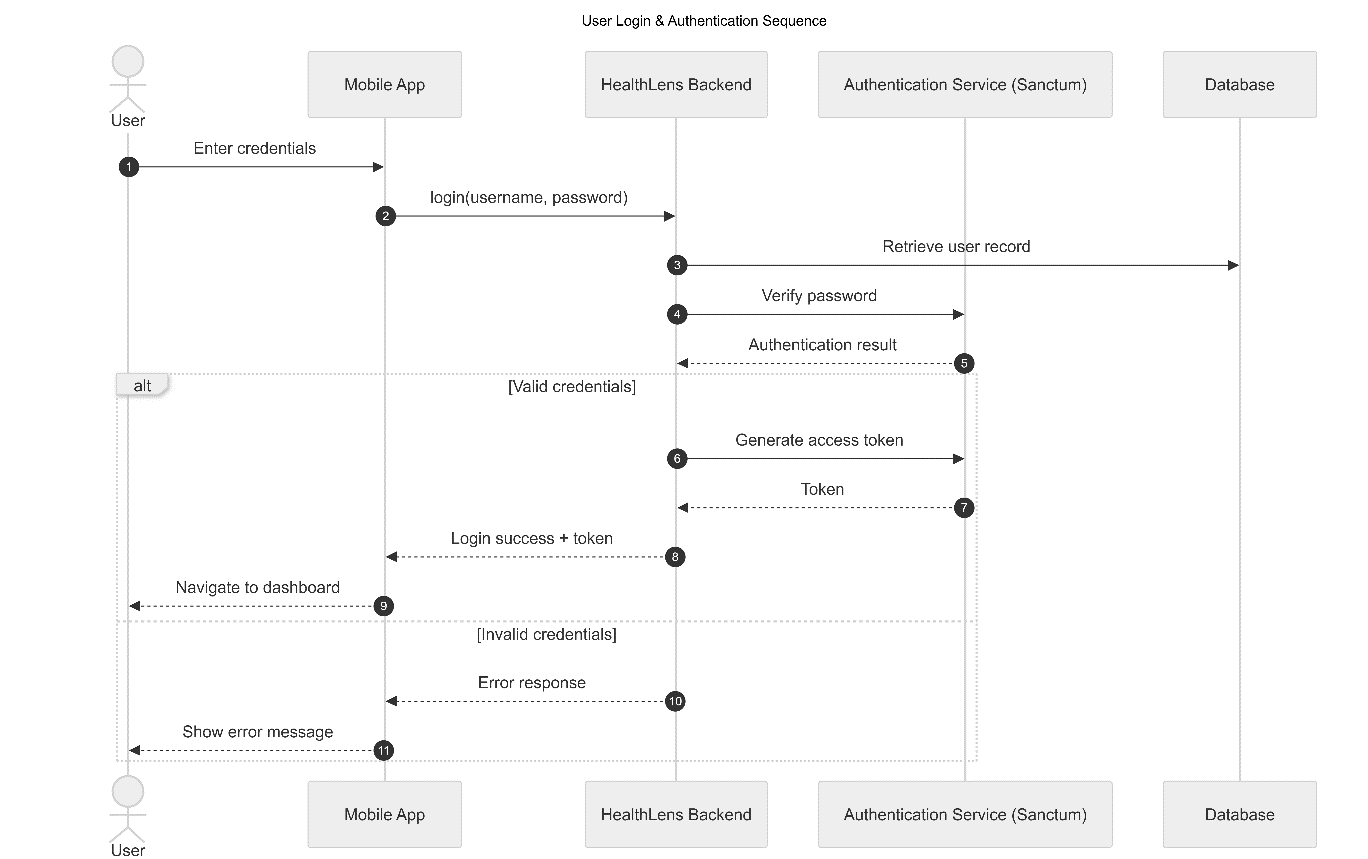 User Login & Authentication Sequence
User
Mobile App
HealthLens Backend
Authentication Service (Sanctum)
Database
1
Enter credentials
2
login(username, password)
3
Retrieve user record
4
Verify password
Authentication result
5
alt
[Valid credentials]
6
Generate access token
Token
7
Login success + token
8
Navigate to dashboard
9
[Invalid credentials]
Error response
10
Show error message
11
User
Mobile App
HealthLens Backend
Authentication Service (Sanctum)
Database